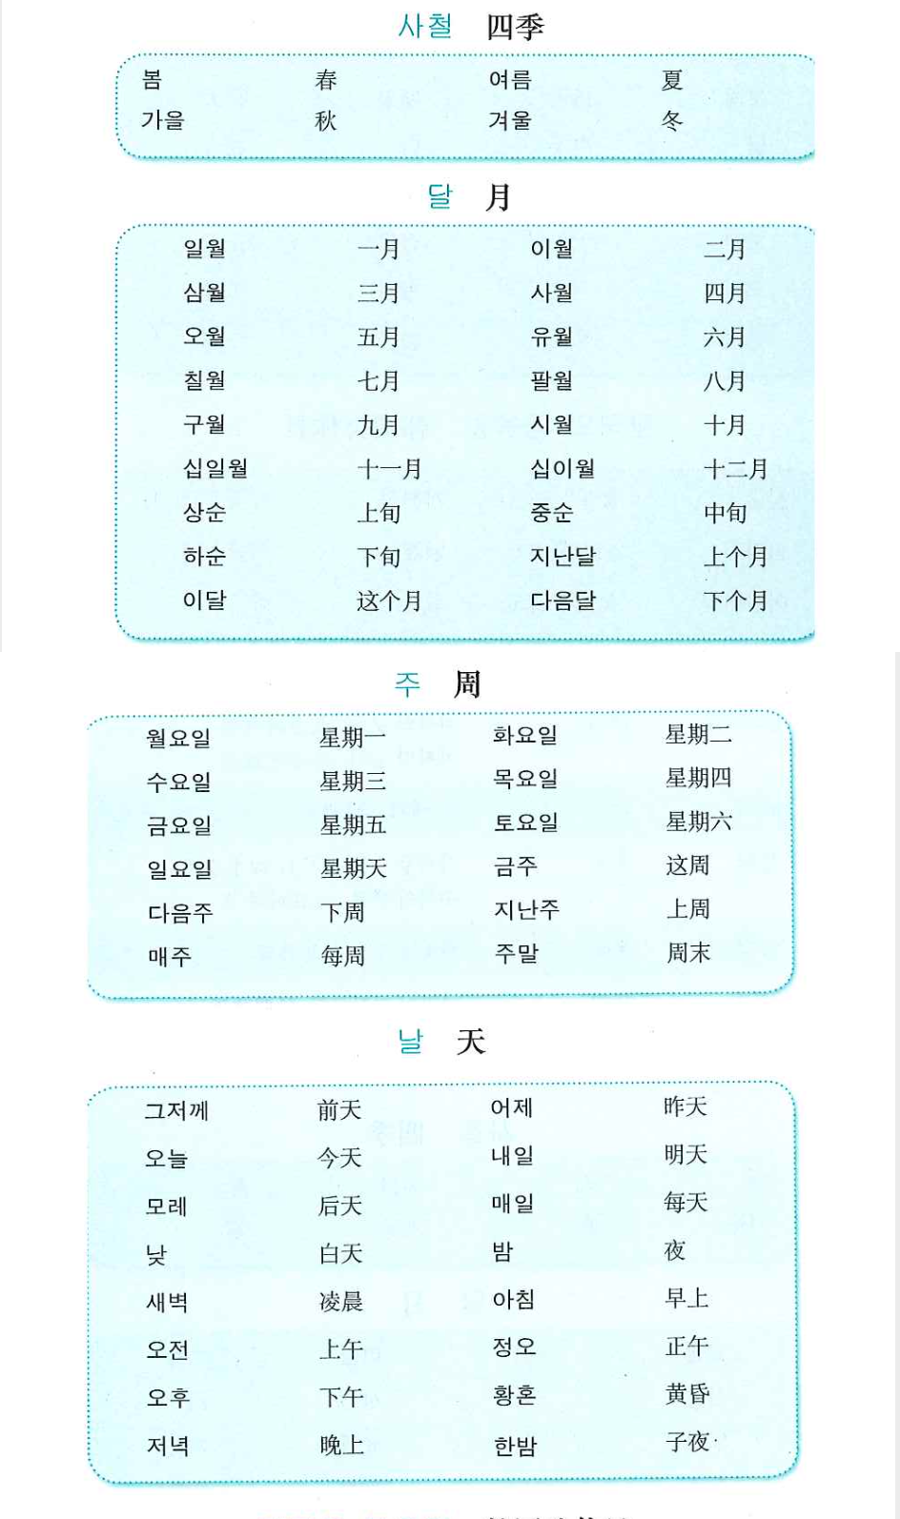 사철 四季
봄 春 여름 夏
가을 秋 겨울 冬
달 月
일월 一月 이월 二月
삼월 三月 사월 四月
오월 五月 유월 六月
칠월 七月 팔월 八月
구월 九月 시월 十月
십일월 十一月 십이월 十二月
상순 上旬 중순 中旬
하순 下旬 지난달 上个月
이달 这个月 다음달 下个月
주 周
월요일 星期一 화요일 星期二
수요일 星期三 목요일 星期四
금요일 星期五 토요일 星期六
일요일 星期天 금주 这周
다음주 下周 지난주 上周
매주 每周 주말 周末
날 天
그저께 前天 어제 昨天
오늘 今天 내일 明天
모레 后天 매일 每天
낮 白天 밤 夜
새벽 凌晨 아침 早上
오전 上午 정오 正午
오후 下午 황혼 黄昏
저녁 晚上 한밤 子夜